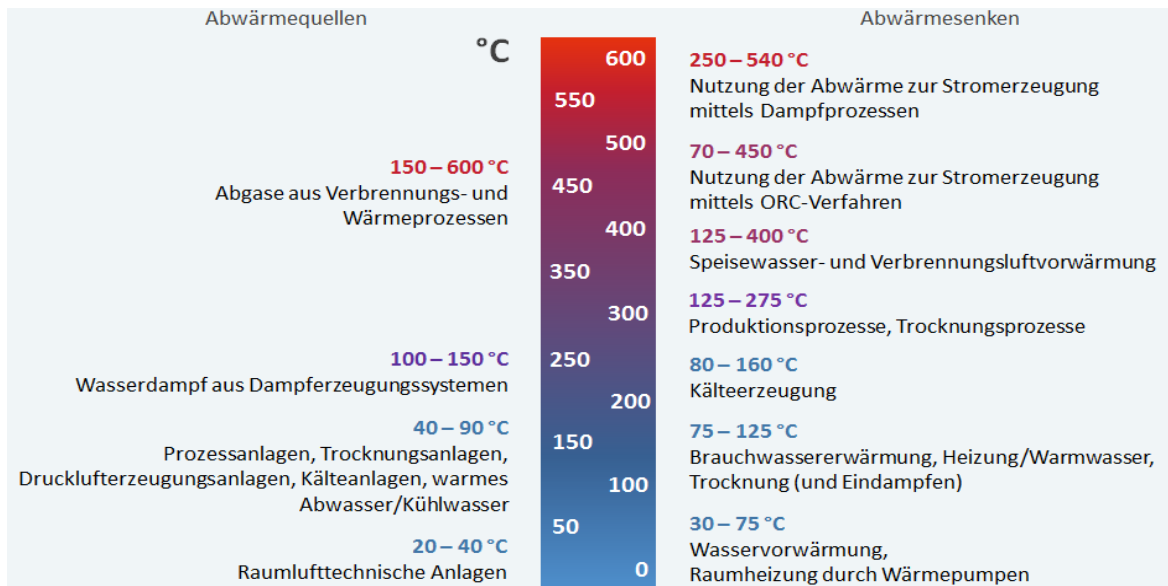 Abwärmequellen
Abwärmesenken
°C
600
550
500
450
400
350
300
250
200
150
100
50
0
150 – 600 °C
Abgase aus Verbrennungs- und
Wärmeprozessen
100 – 150 °C
Wasserdampf aus Dampferzeugungssystemen
40 – 90 °C
Prozessanlagen, Trocknungsanlagen,
Drucklufterzeugungsanlagen, Kälteanlagen, warmes
Abwasser/Kühlwasser
20 – 40 °C
Raumlufttechnische Anlagen
250 – 540 °C
Nutzung der Abwärme zur Stromerzeugung
mittels Dampfprozessen
70 – 450 °C
Nutzung der Abwärme zur Stromerzeugung
mittels ORC-Verfahren
125 – 400 °C
Speisewasser- und Verbrennungsluftvorwärmung
125 – 275 °C
Produktionsprozesse, Trocknungsprozesse
80 – 160 °C
Kälteerzeugung
75 – 125 °C
Brauchwassererwärmung, Heizung/Warmwasser,
Trocknung (und Eindampfen)
30 – 75 °C
Wasservorwärmung,
Raumheizung durch Wärmepumpen